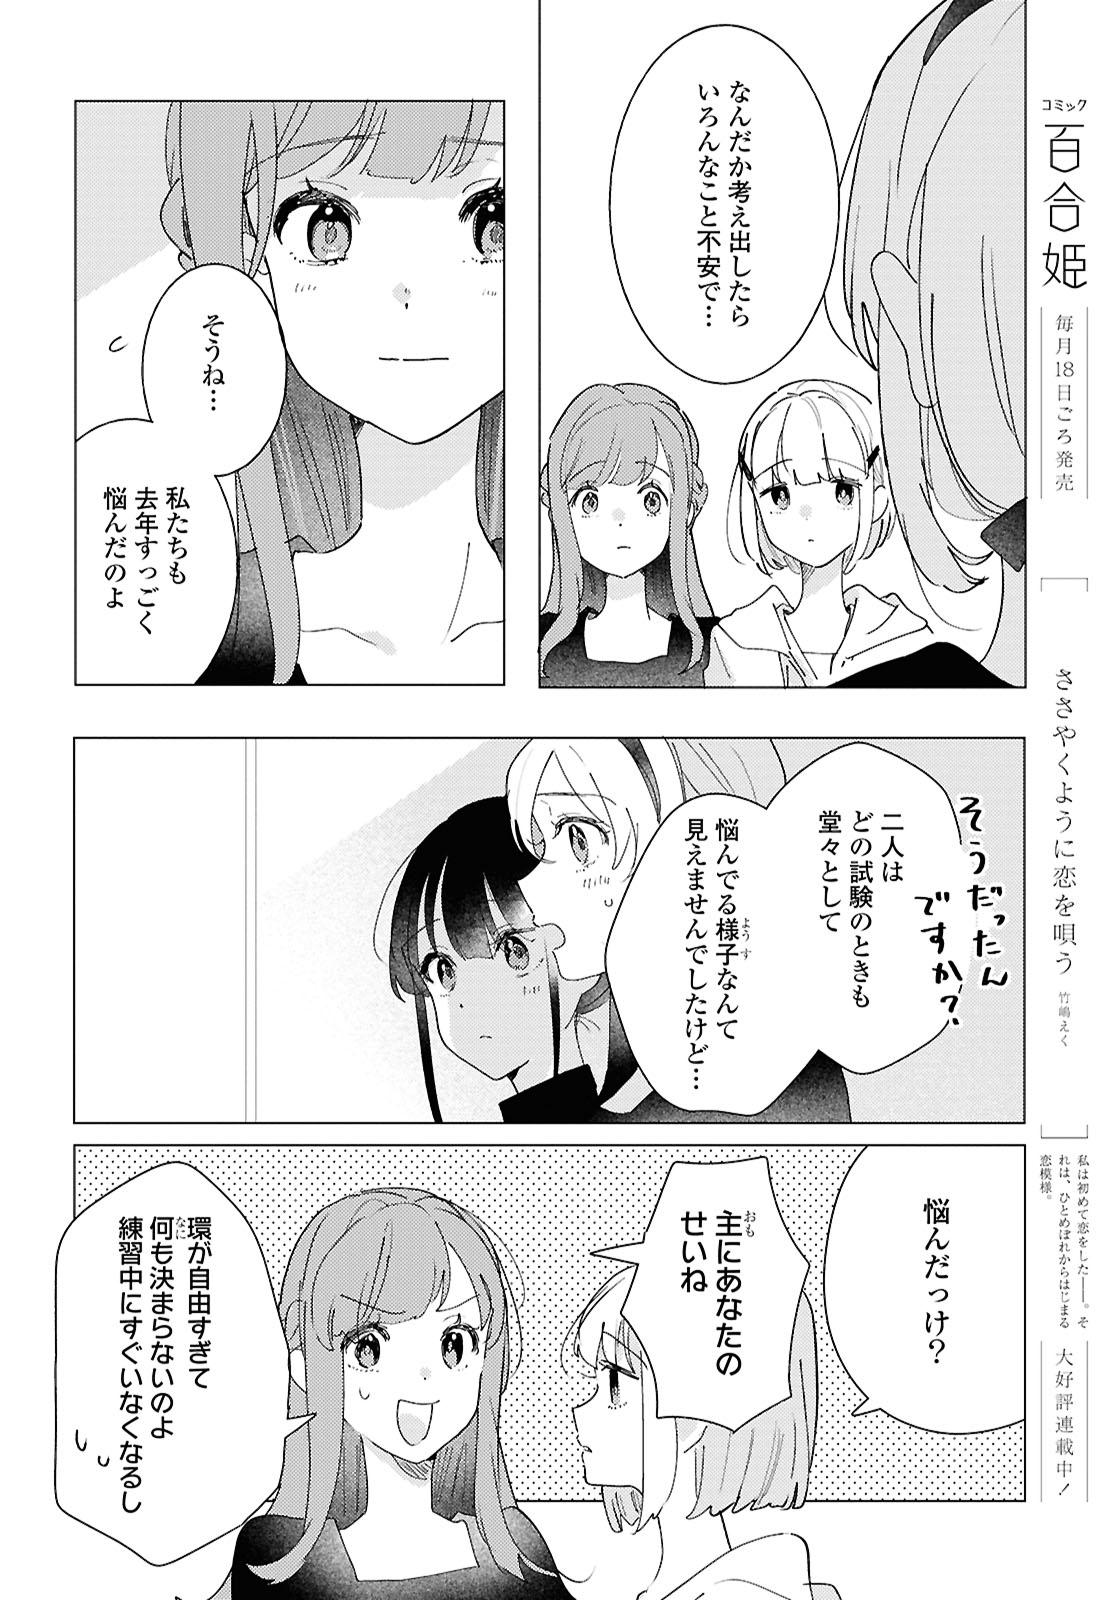 コミック
百合姫
毎月18日ごろ発売
ささやくように恋を唄う
竹嶋えく
私は初めて恋をした――。そ
れは、ひとめぼれからはじまる
恋模様。
大好評連載中！
なんだか考え出したら
いろんなこと不安で…
そうね…
私たちも
去年すっごく
悩んだのよ
そうだったん
ですか？
二人は
どの試験のときも
堂々として
悩んでる様子なんて
ようす
見えませんでしたけど…
悩んだっけ？
主にあなたの
おも
せいね
環が自由すぎて
何も決まらないのよ
なに
練習中にすぐいなくなるし